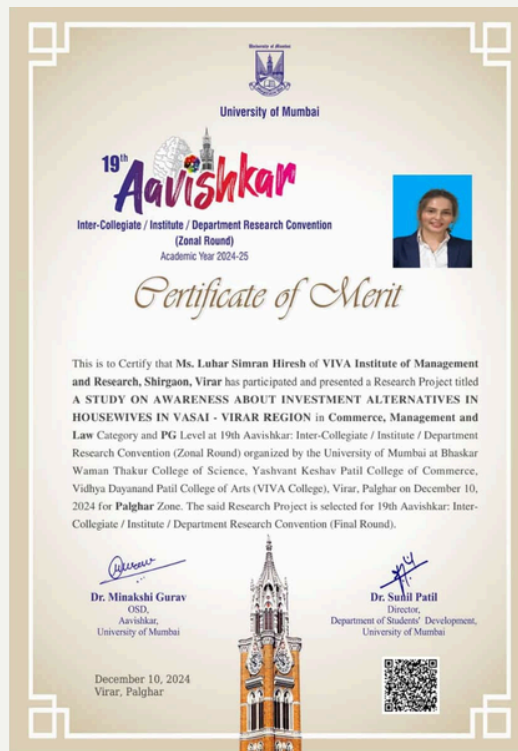 University of Mumbai
University of Mumbai
19th
Aavishkar
Inter-Collegiate / Institute / Department Research Convention
(Zonal Round)
Academic Year 2024-25
Certificate of Merit
This is to Certify that Ms. Luhar Simran Hiresh of VIVA Institute of Management
and Research, Shirgaon, Virar has participated and presented a Research Project titled
A STUDY ON AWARENESS ABOUT INVESTMENT ALTERNATIVES IN
HOUSEWIVES IN VASAI - VIRAR REGION in Commerce, Management and
Law Category and PG Level at 19th Aavishkar: Inter-Collegiate / Institute / Department
Research Convention (Zonal Round) organized by the University of Mumbai at Bhaskar
Waman Thakur College of Science, Yashvant Keshav Patil College of Commerce,
Vidhya Dayanand Patil College of Arts (VIVA College), Virar, Palghar on December 10,
2024 for Palghar Zone. The said Research Project is selected for 19th Aavishkar: Inter-
Collegiate / Institute / Department Research Convention (Final Round).
Dr. Minakshi Gurav
OSD,
Aavishkar,
University of Mumbai
Dr. Sunil Patil
Director,
Department of Students' Development,
University of Mumbai
December 10, 2024
Virar, Palghar